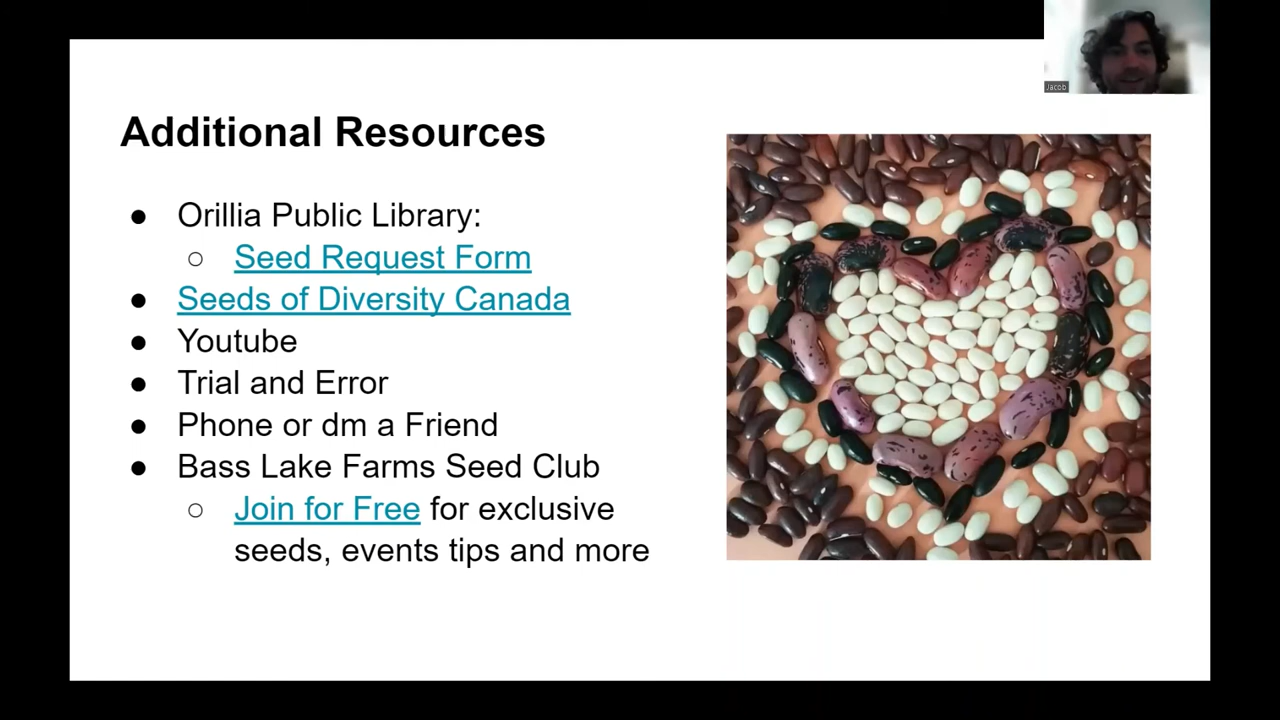 Jacob
Additional Resources
● Orillia Public Library:
○ Seed Request Form
● Seeds of Diversity Canada
● Youtube
● Trial and Error
● Phone or dm a Friend
● Bass Lake Farms Seed Club
○ Join for Free for exclusive
seeds, events tips and more